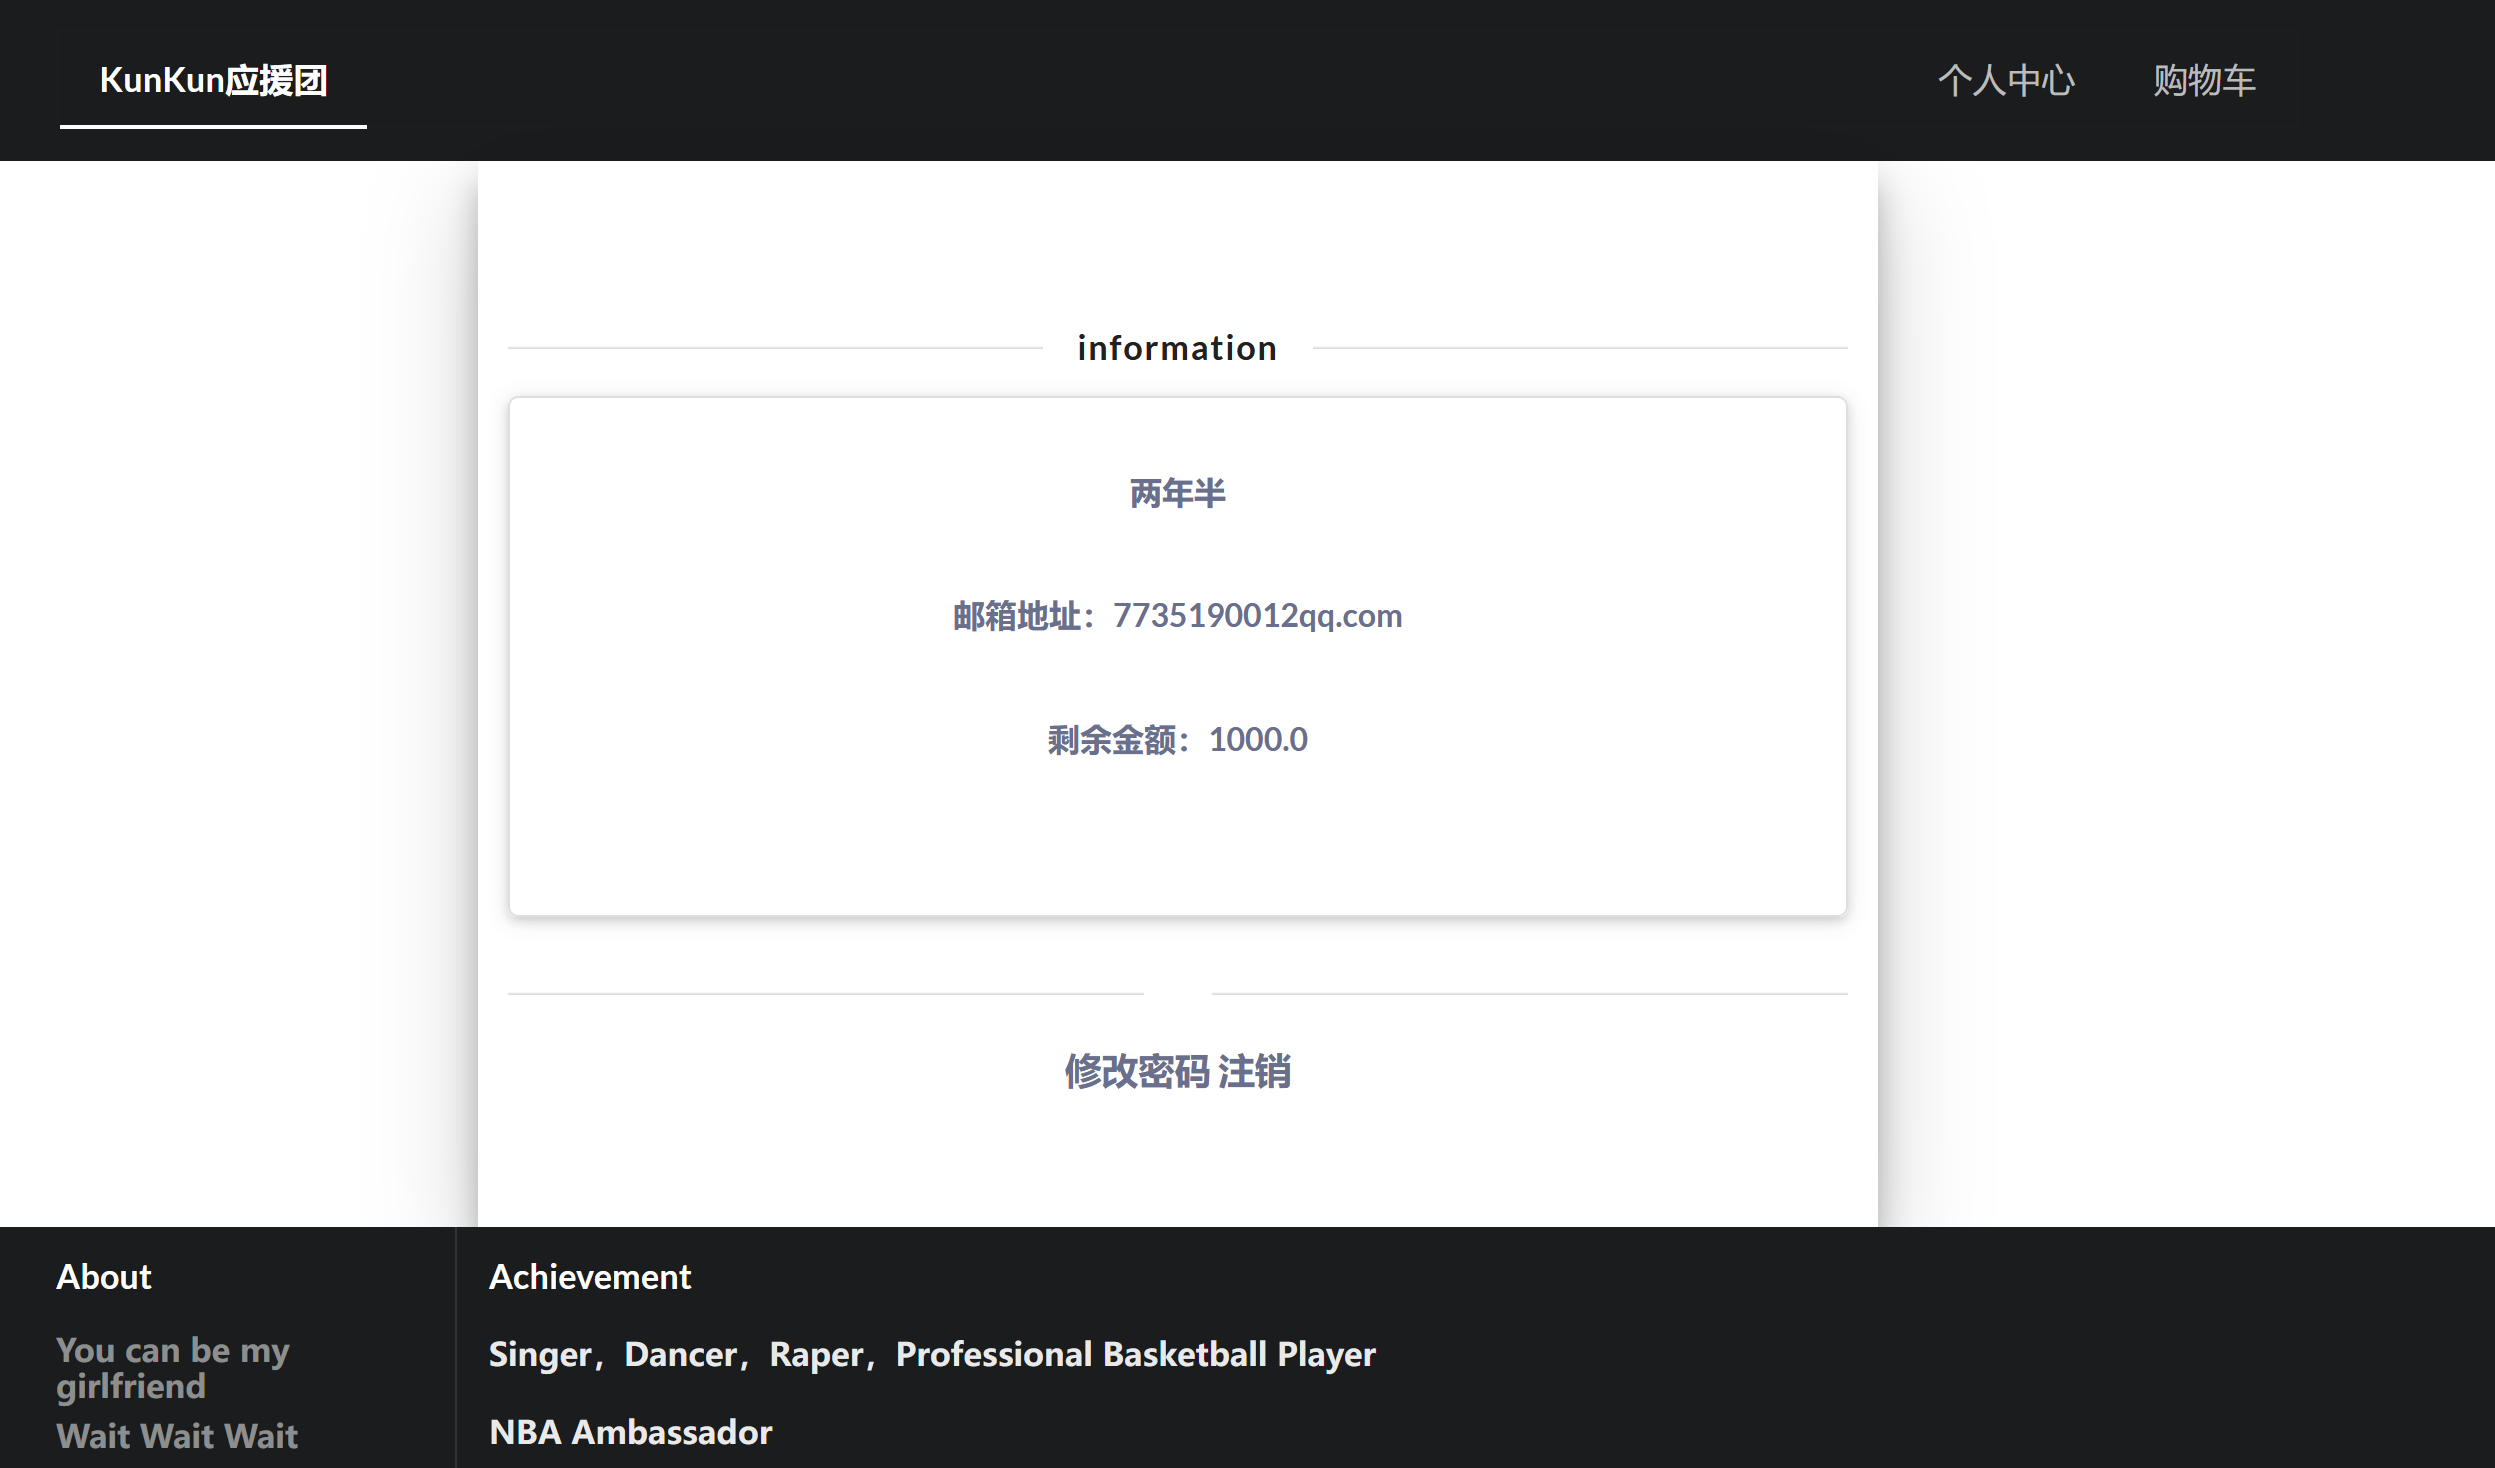 KunKun应援团
个人中心
购物车
information
两年半
邮箱地址：7735190012qq.com
剩余金额：1000.0
修改密码 注销
About
You can be my
girlfriend
Wait Wait Wait
Achievement
Singer，Dancer，Raper，Professional Basketball Player
NBA Ambassador